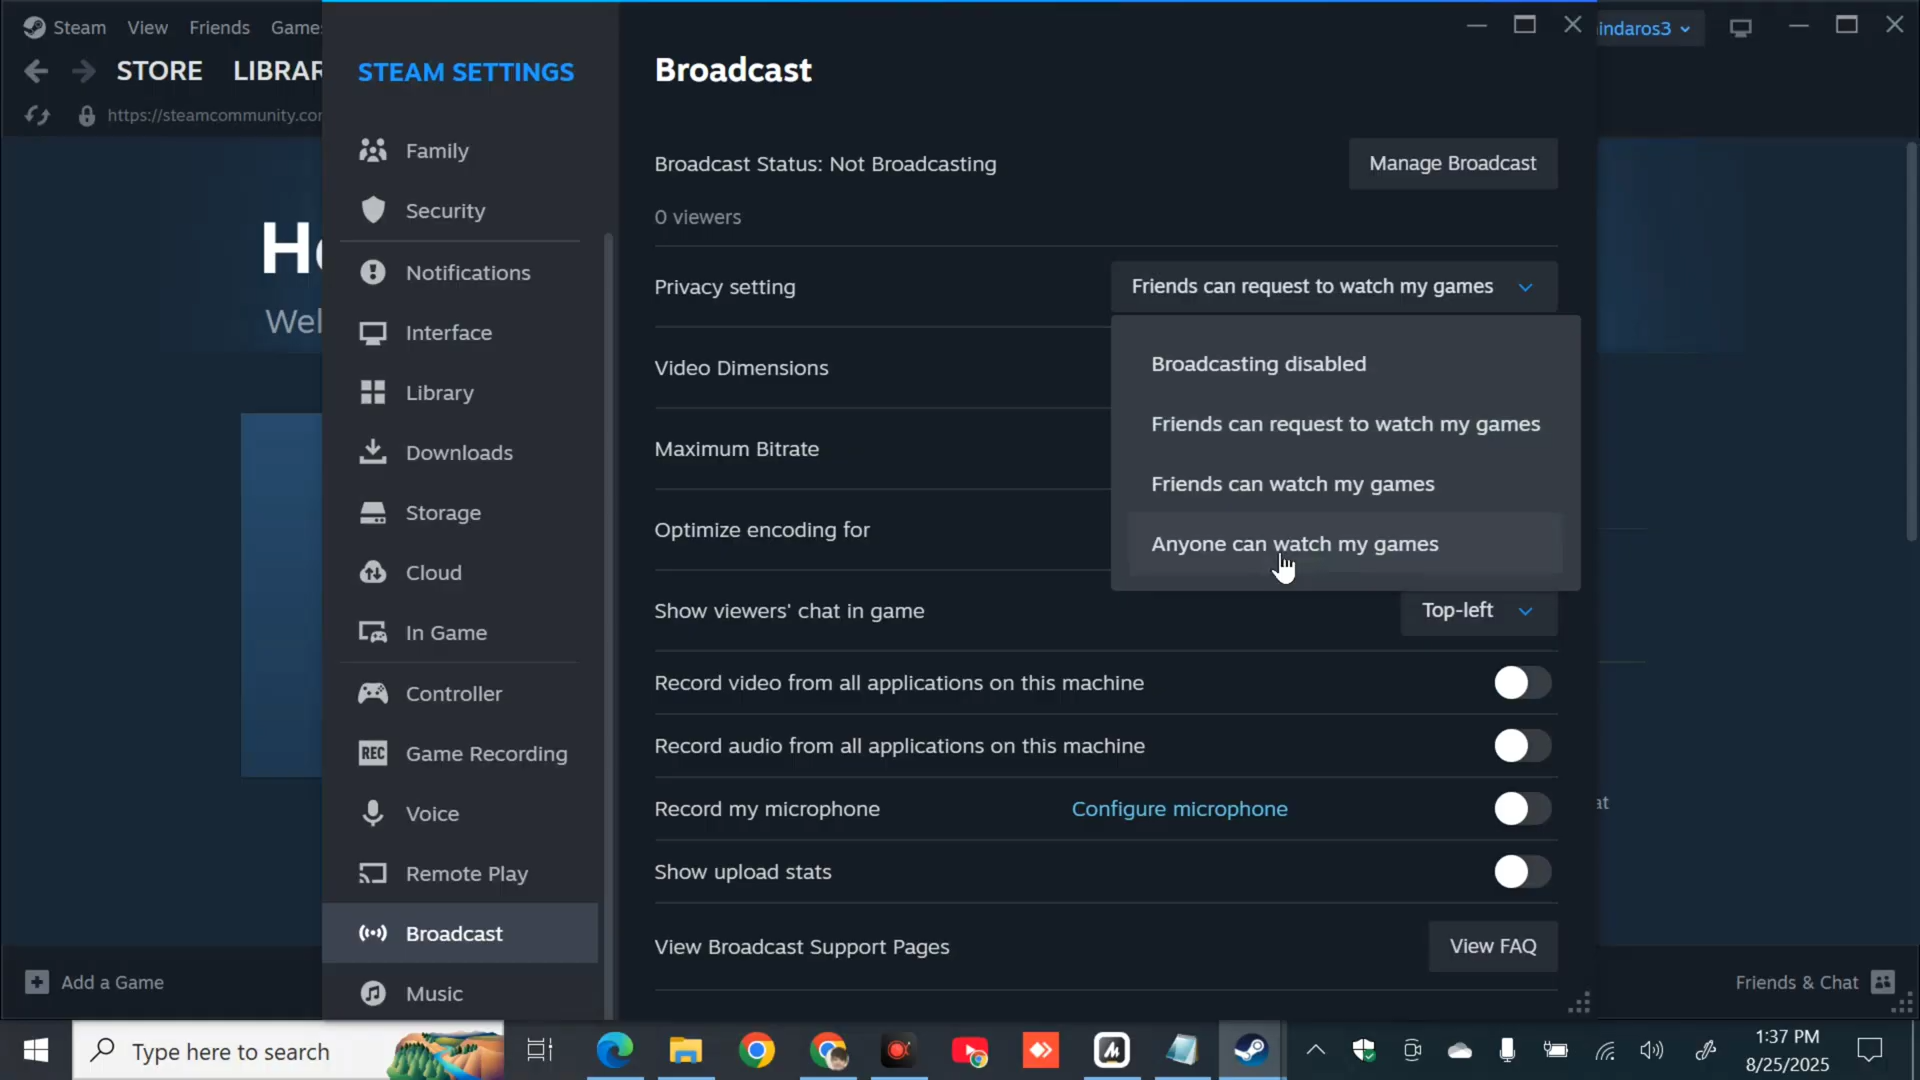 Steam View Friends Games
indaros3
STORE LIBRAR
https://steamcommunity.com
STEAM SETTINGS
Family
Security
Notifications
Interface
Library
Downloads
Storage
Cloud
In Game
Controller
REC Game Recording
Voice
Remote Play
Broadcast
Music
Broadcast
Broadcast Status: Not Broadcasting
Manage Broadcast
0 viewers
Privacy setting
Friends can request to watch my games
Broadcasting disabled
Friends can request to watch my games
Friends can watch my games
Anyone can watch my games
Video Dimensions
Maximum Bitrate
Optimize encoding for
Show viewers' chat in game
Top-left
Record video from all applications on this machine
Record audio from all applications on this machine
Record my microphone
Configure microphone
Show upload stats
View Broadcast Support Pages
View FAQ
He
Wel
at
Add a Game
Friends & Chat
Type here to search
1:37 PM
8/25/2025